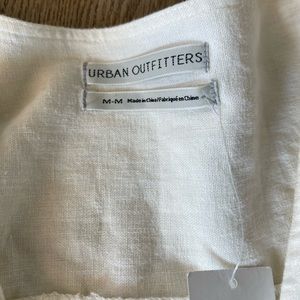 URBAN OUTFITTERS
M-M Made in China/Fabriqué en Chine